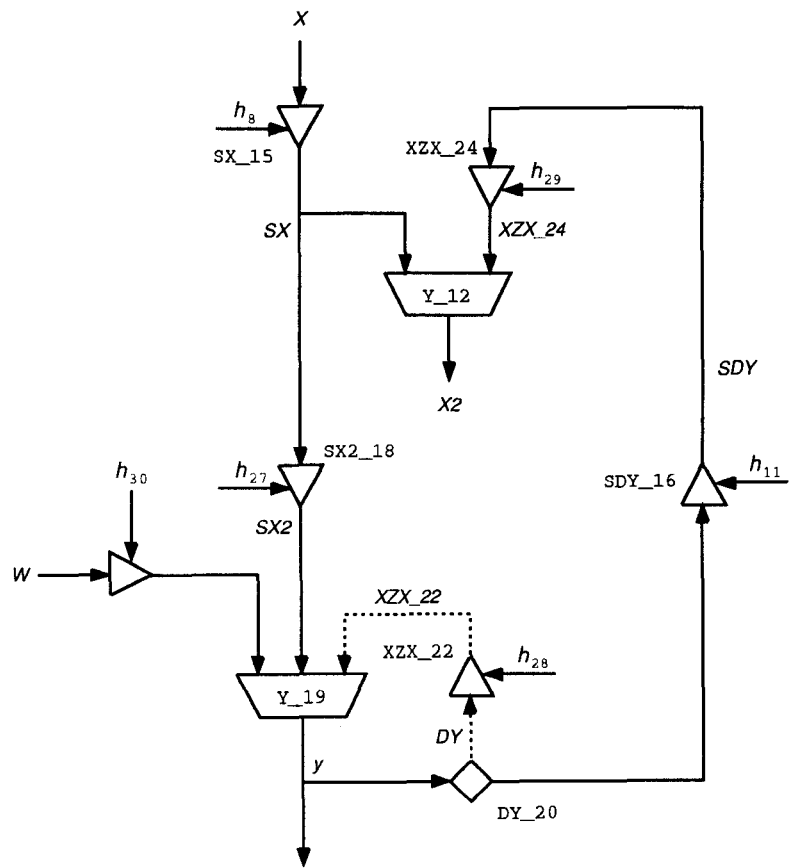 X
h₈
SX_15
XZX_24
h₂₉
SX
XZX_24
Y_12
X2
SDY
SX2_18
h₃₀
h₂₇
SDY_16
h₁₁
SX2
W
XZX_22
XZX_22
h₂₈
Y_19
DY
y
DY_20